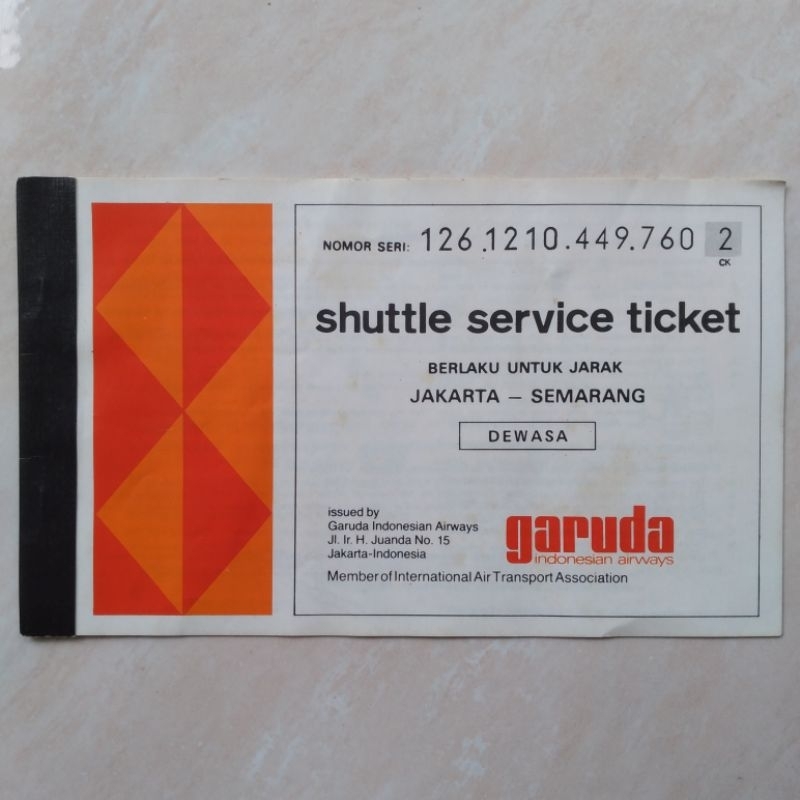 NOMOR SERI: 126.1210.449.760 2
CK
shuttle service ticket
BERLAKU UNTUK JARAK
JAKARTA – SEMARANG
DEWASA
issued by
Garuda Indonesian Airways
Jl. Ir. H. Juanda No. 15
Jakarta-Indonesia
garuda
indonesian airways
Member of International Air Transport Association